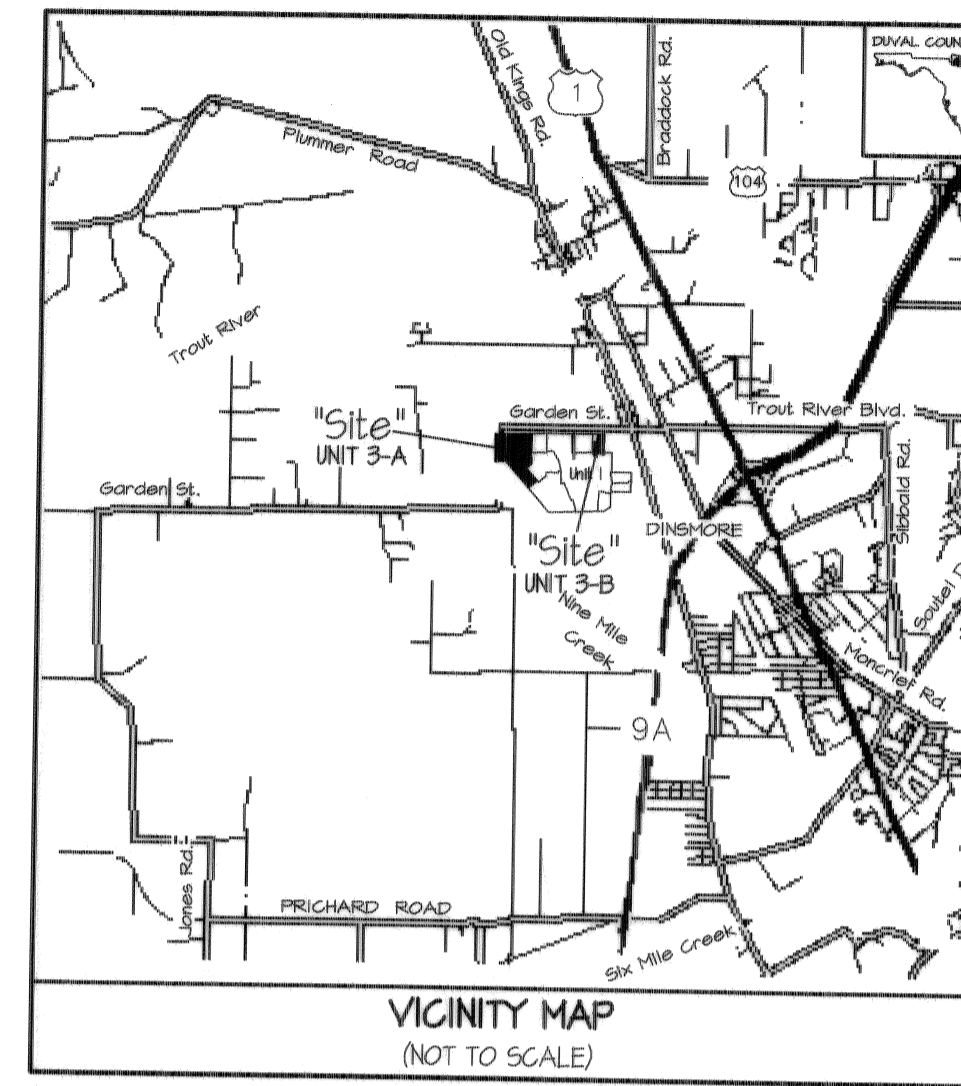 DUVAL COUN
Old Kings Rd.
1
Braddock Rd.
Plummer Road
104
Trout River
"Site"
UNIT 3-A
Garden St.
Trout River Blvd.
Unit 1
Garden St.
Sibbald Rd.
DINSMORE
"Site"
UNIT 3-B
Nine Mile
Creek
Soutel D
Moncrief Rd.
9A
Jones Rd.
PRICHARD ROAD
Six Mile Creek
VICINITY MAP
(NOT TO SCALE)